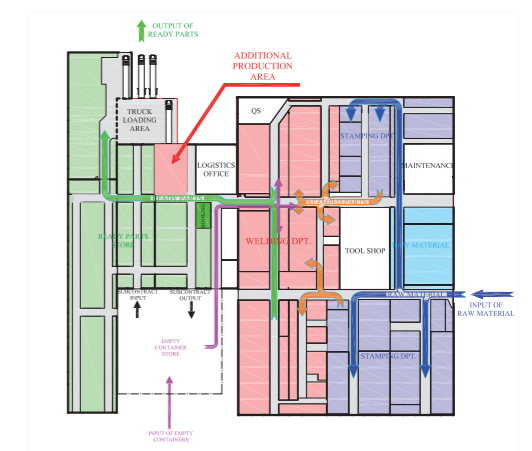 OUTPUT OF
READY PARTS
ADDITIONAL
PRODUCTION
AREA
QS
TRUCK
LOADING
AREA
STAMPING DPT.
LOGISTICS
OFFICE
MAINTENANCE
READY PARTS
STAMPED PARTS
READY PARTS
STORE
WELDING DPT.
TOOL SHOP
RAW MATERIAL
SUBCONTRACT
INPUT
SUBCONTRACT
OUTPUT
RAW MATERIAL
INPUT OF
RAW MATERIAL
EMPTY
CONTAINER
STORE
STAMPING DPT.
INPUT OF EMPTY
CONTAINERS